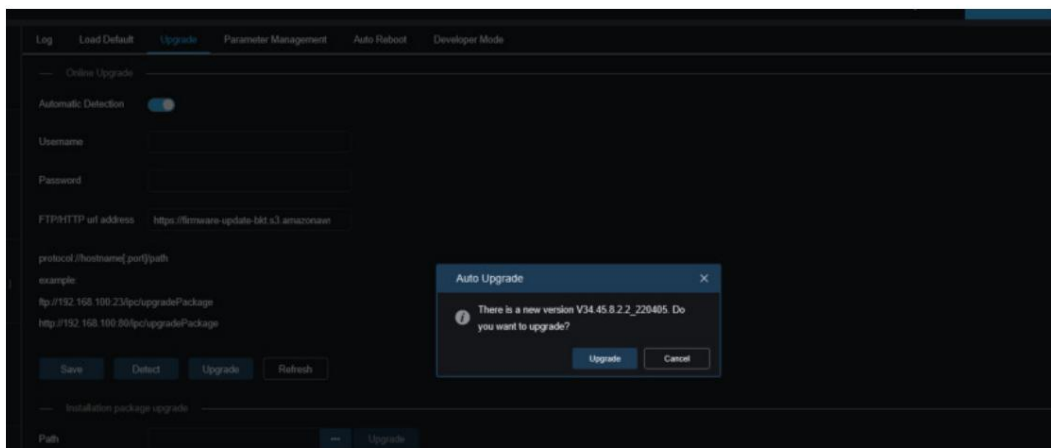 Log Load Default Upgrade Parameter Management Auto Reboot Developer Mode
Online Upgrade
Automatic Detection
Username
Password
FTP/HTTP url address https://firmware-update-bkt.s3.amazonaws
protocol://hostname[:port]/path
example:
ftp://192.168.100:23/ipc/upgradePackage
http://192.168.100:80/ipc/upgradePackage
Auto Upgrade
There is a new version V34.45.8.2.2_220405. Do
you want to upgrade?
Upgrade Cancel
Save Detect Upgrade Refresh
Installation package upgrade
Path ... Upgrade